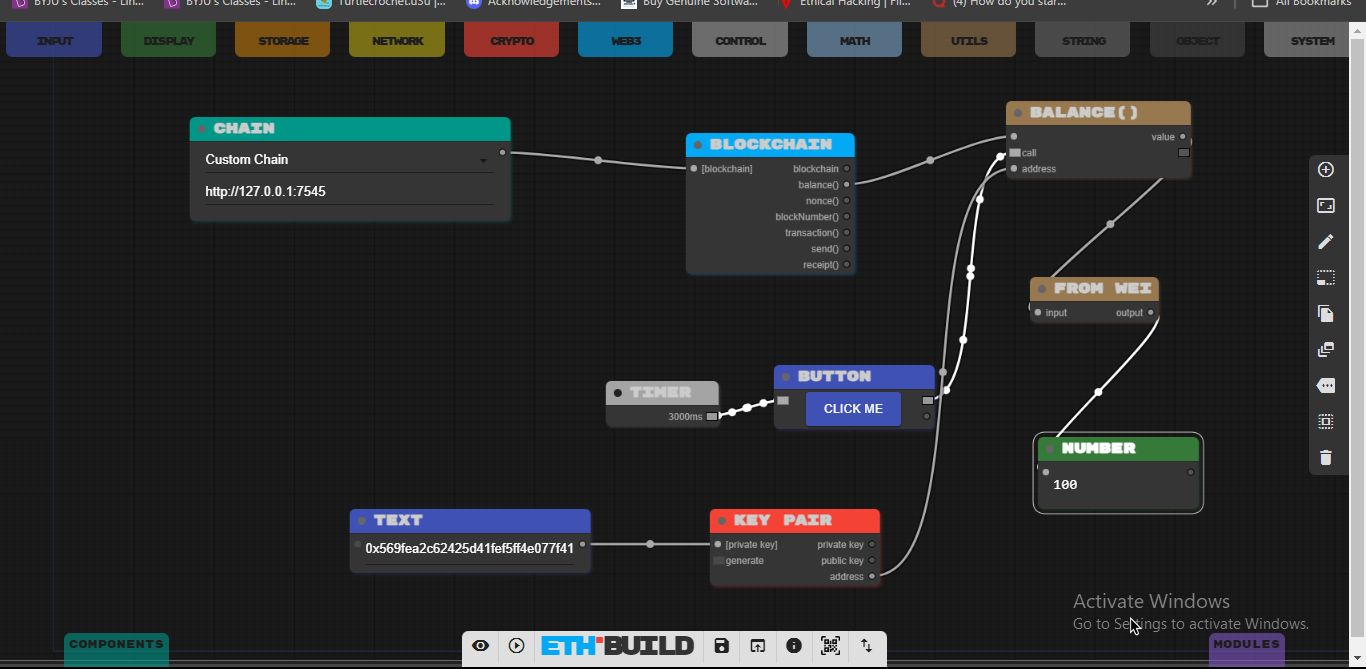 BYJU's Classes - Lin...
BYJU's Classes - Lin...
Turtlecrochet.uSu |...
Acknowledgements...
Buy Genuine Softwa...
Ethical Hacking | Fil...
(4) How do you star...
»
All Bookmarks
INPUT
DISPLAY
STORAGE
NETWORK
CRYPTO
WEB3
CONTROL
MATH
UTILS
STRING
OBJECT
SYSTEM
CHAIN
Custom Chain
http://127.0.0.1:7545
BLOCKCHAIN
[blockchain] blockchain
balance()
nonce()
blockNumber()
transaction()
send()
receipt()
BALANCE()
value
call
address
FROM WEI
input output
TIMER
3000ms
BUTTON
CLICK ME
NUMBER
100
TEXT
0x569fea2c62425d41fef5ff4e077f41
KEY PAIR
[private key] private key
generate public key
address
Activate Windows
Go to Settings to activate Windows.
COMPONENTS
ETH BUILD
MODULES